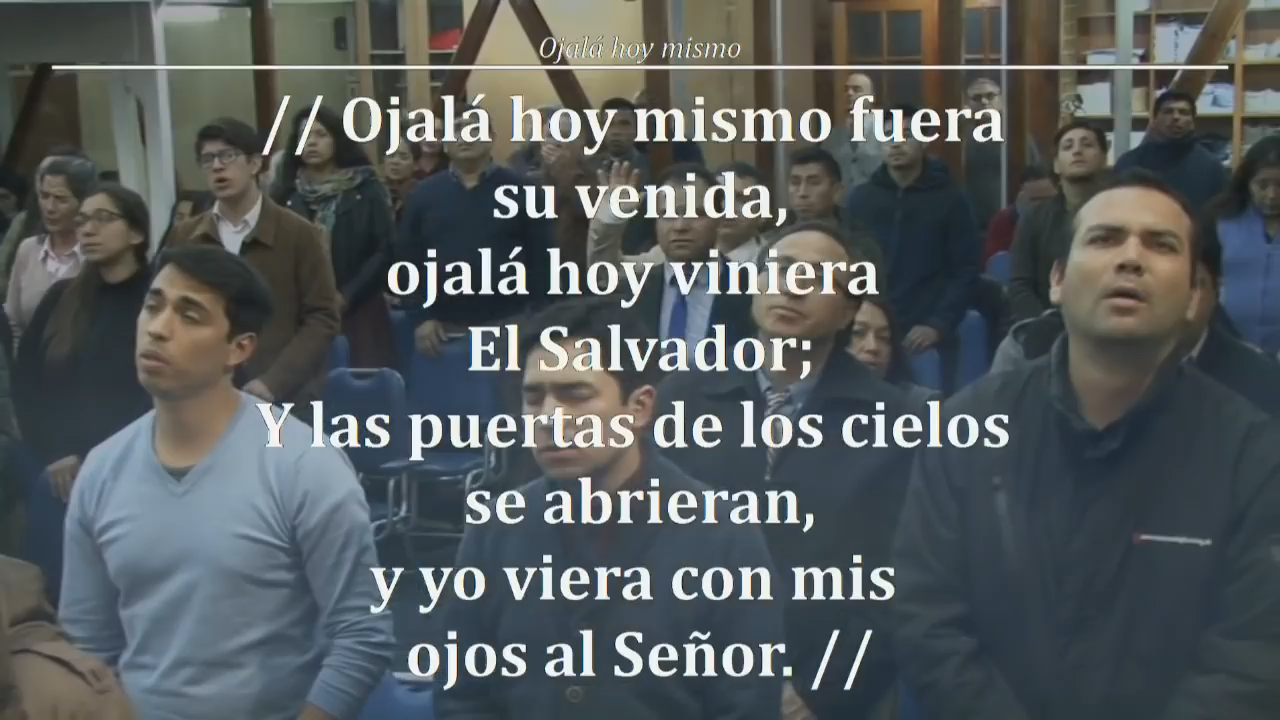 Ojalá hoy mismo
// Ojalá hoy mismo fuera
su venida,
ojalá hoy viniera
El Salvador;
Y las puertas de los cielos
se abrieran,
y yo viera con mis
ojos al Señor. //